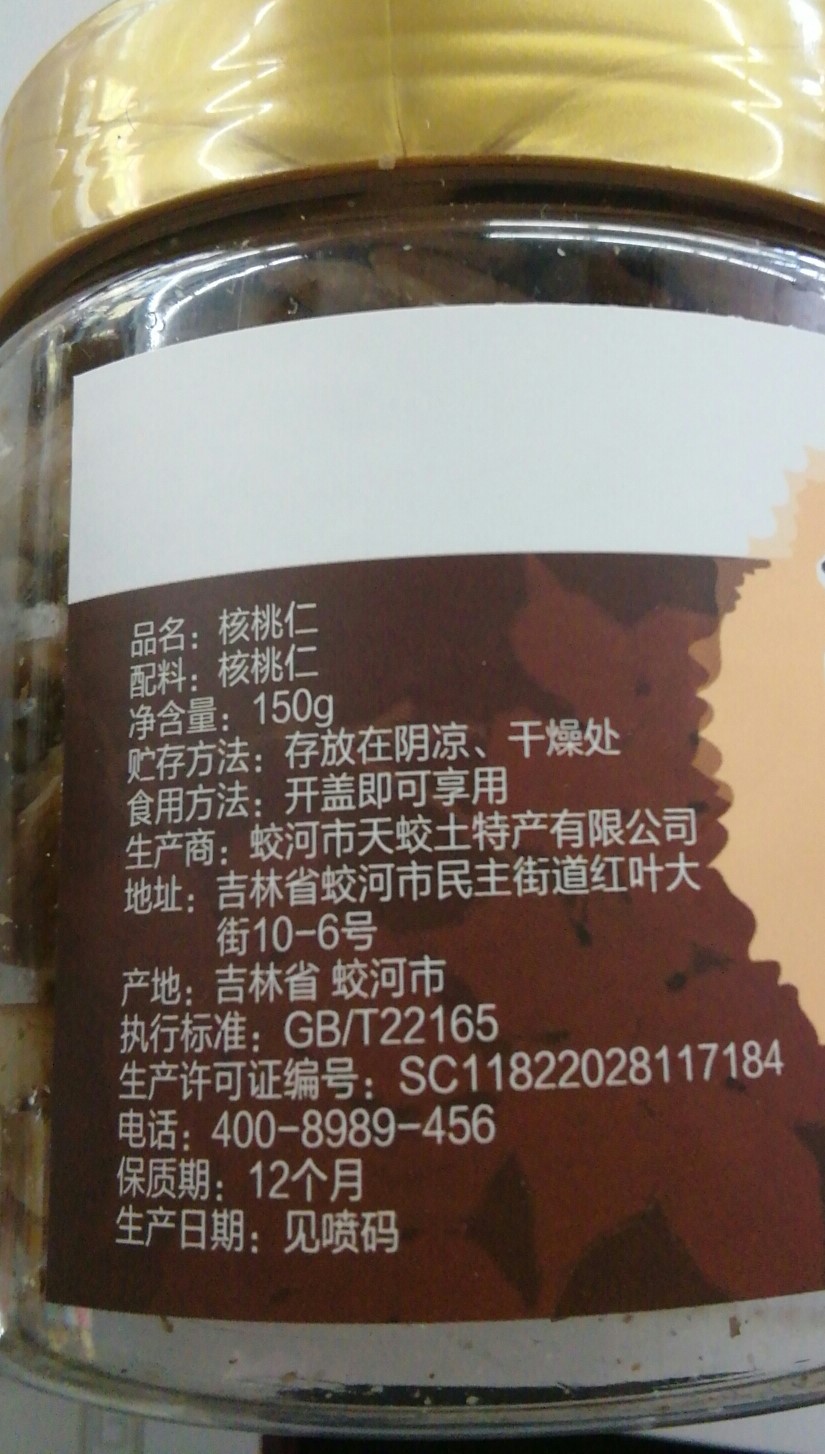 品名：核桃仁
配料：核桃仁
净含量：150g
贮存方法：存放在阴凉、干燥处
食用方法：开盖即可享用
生产商：蛟河市天蛟土特产有限公司
地址：吉林省蛟河市民主街道红叶大
街10-6号
产地：吉林省 蛟河市
执行标准：GB/T22165
生产许可证编号：SC11822028117184
电话：400-8989-456
保质期：12个月
生产日期：见喷码